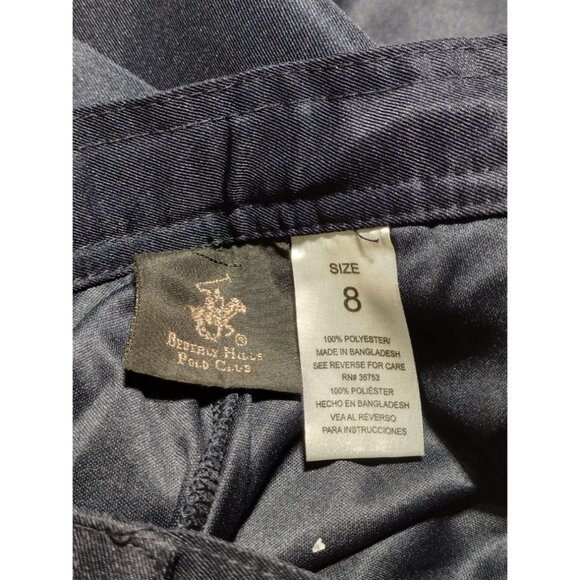 ®
BEVERLY HILLS
POLO CLUB
SIZE
8
100% POLYESTER/
MADE IN BANGLADESH
SEE REVERSE FOR CARE
RN# 36753
100% POLIÉSTER
HECHO EN BANGLADESH
VEA AL REVERSO
PARA INSTRUCCIONES